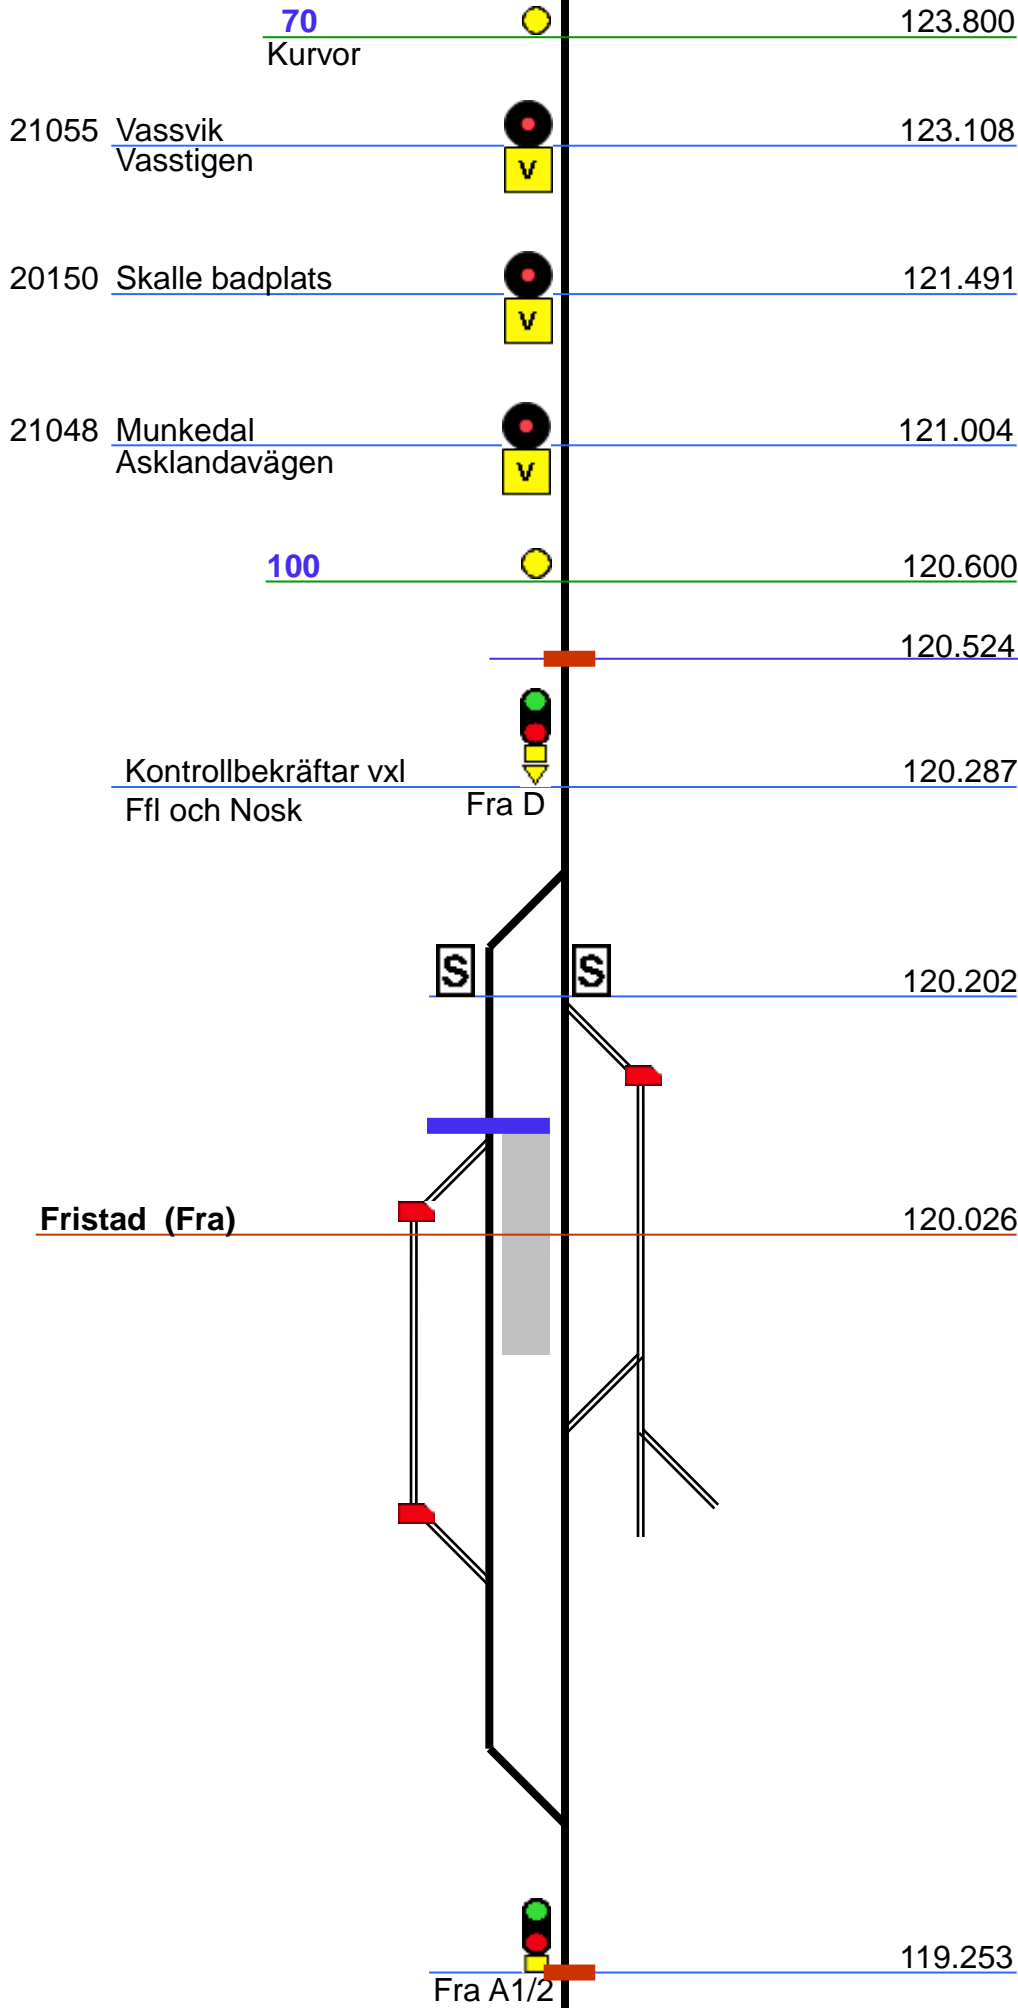 70 123.800
Kurvor
21055 Vassvik 123.108
Vasstigen
V
20150 Skalle badplats 121.491
V
21048 Munkedal 121.004
Asklandavägen
V
100 120.600
120.524
Kontrollbekräftar vxl 120.287
Ffl och Nosk Fra D
S S 120.202
Fristad (Fra) 120.026
119.253
Fra A1/2